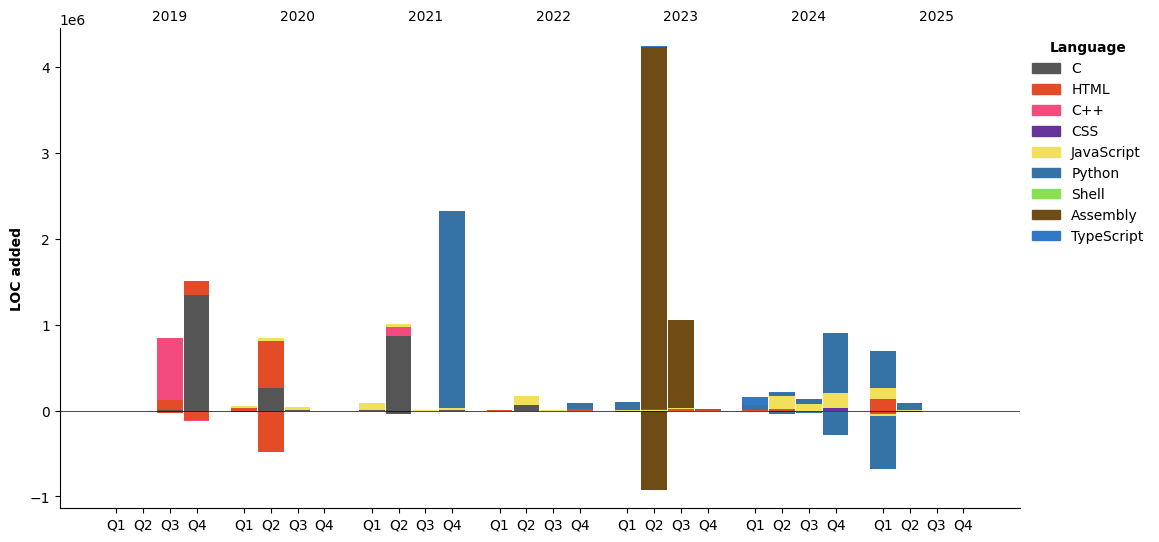 1e6
2019 2020 2021 2022 2023 2024 2025
LOC added
4
3
2
1
0
−1
Q1 Q2 Q3 Q4 Q1 Q2 Q3 Q4 Q1 Q2 Q3 Q4 Q1 Q2 Q3 Q4 Q1 Q2 Q3 Q4 Q1 Q2 Q3 Q4 Q1 Q2 Q3 Q4
Language
C
HTML
C++
CSS
JavaScript
Python
Shell
Assembly
TypeScript